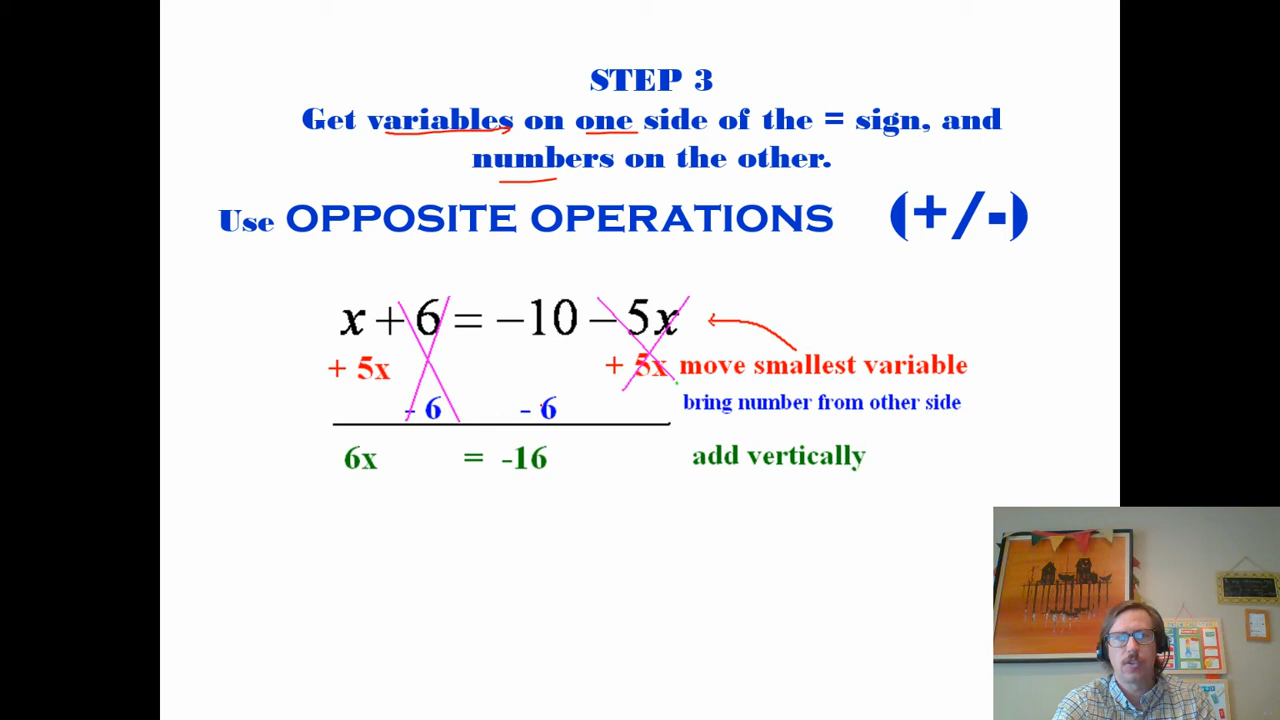 STEP 3
Get variables on one side of the = sign, and
numbers on the other.
Use OPPOSITE OPERATIONS (+/-)
x + 6 = −10 − 5x
+ 5x + 5x move smallest variable
- 6 - 6 bring number from other side
6x = -16 add vertically